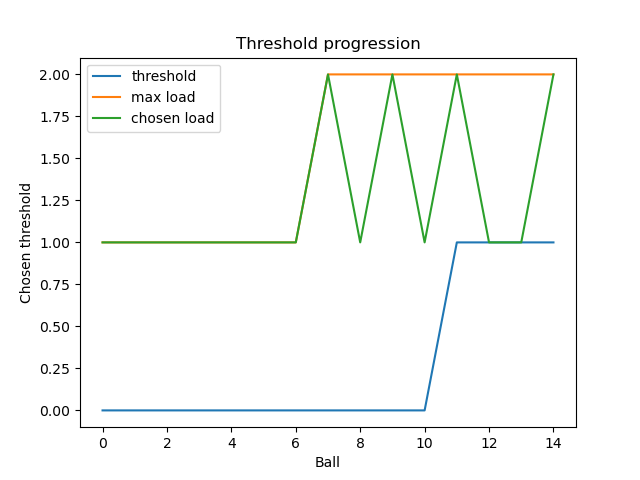 Threshold progression
threshold
max load
chosen load
2.00
1.75
1.50
1.25
1.00
0.75
0.50
0.25
0.00
Chosen threshold
0 2 4 6 8 10 12 14
Ball